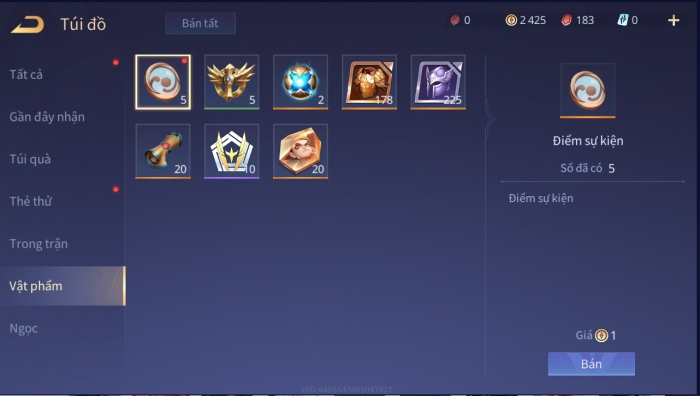 Túi đồ
Bán tất
0
2 425
183
0
Tất cả
Gần đây nhận
Túi quà
Thẻ thử
Trong trận
Vật phẩm
Ngọc
5
5
2
178
225
20
10
20
Điểm sự kiện
Số đã có 5
Điểm sự kiện
Giá 1
Bán